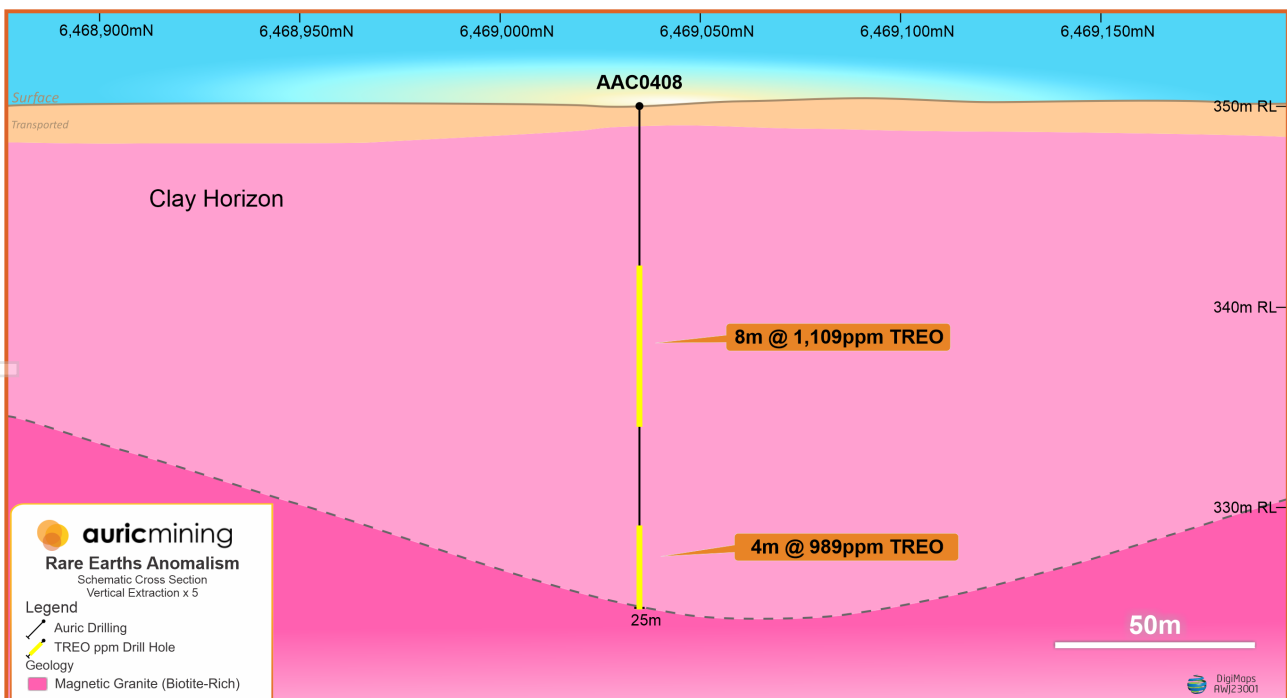 6,468,900mN 6,468,950mN 6,469,000mN 6,469,050mN 6,469,100mN 6,469,150mN
AAC0408
Surface
350m RL
Transported
Clay Horizon
340m RL
8m @ 1,109ppm TREO
330m RL
4m @ 989ppm TREO
25m
auricmining
Rare Earths Anomalism
Schematic Cross Section
Vertical Extraction x 5
Legend
Auric Drilling
TREO ppm Drill Hole
Geology
Magnetic Granite (Biotite-Rich)
50m
DigiMaps
AWJ23001